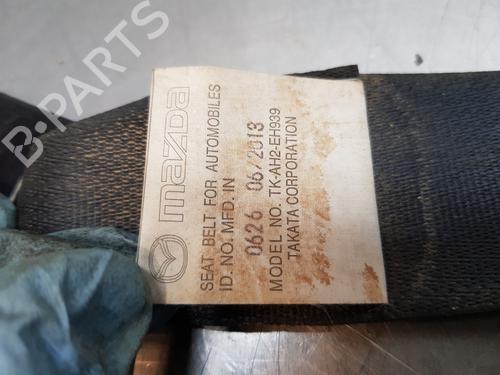 mazda
SEAT BELT FOR AUTOMOBILES
ID. NO. MFD. IN
0626 06/2013
MODEL NO. TK-AH2-EH939
TAKATA CORPORATION
B-PARTS